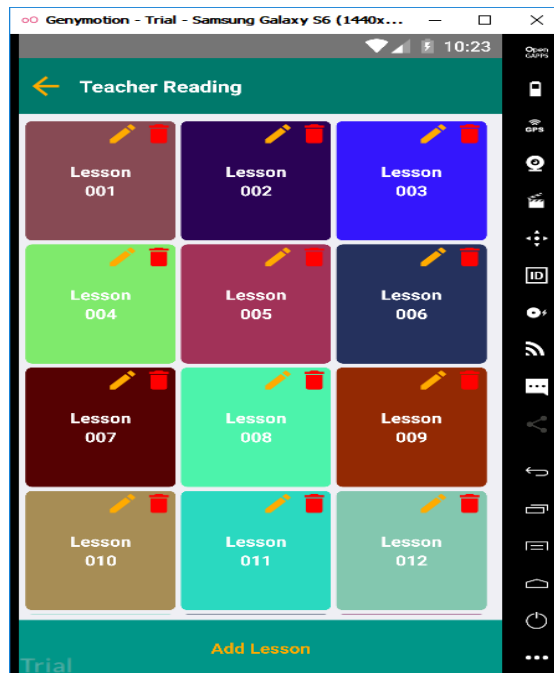 Genymotion - Trial - Samsung Galaxy S6 (1440x...
10:23
Open
GAPPS
Teacher Reading
GPS
Lesson
001
Lesson
002
Lesson
003
ID
Lesson
004
Lesson
005
Lesson
006
Lesson
007
Lesson
008
Lesson
009
Lesson
010
Lesson
011
Lesson
012
Add Lesson
Trial